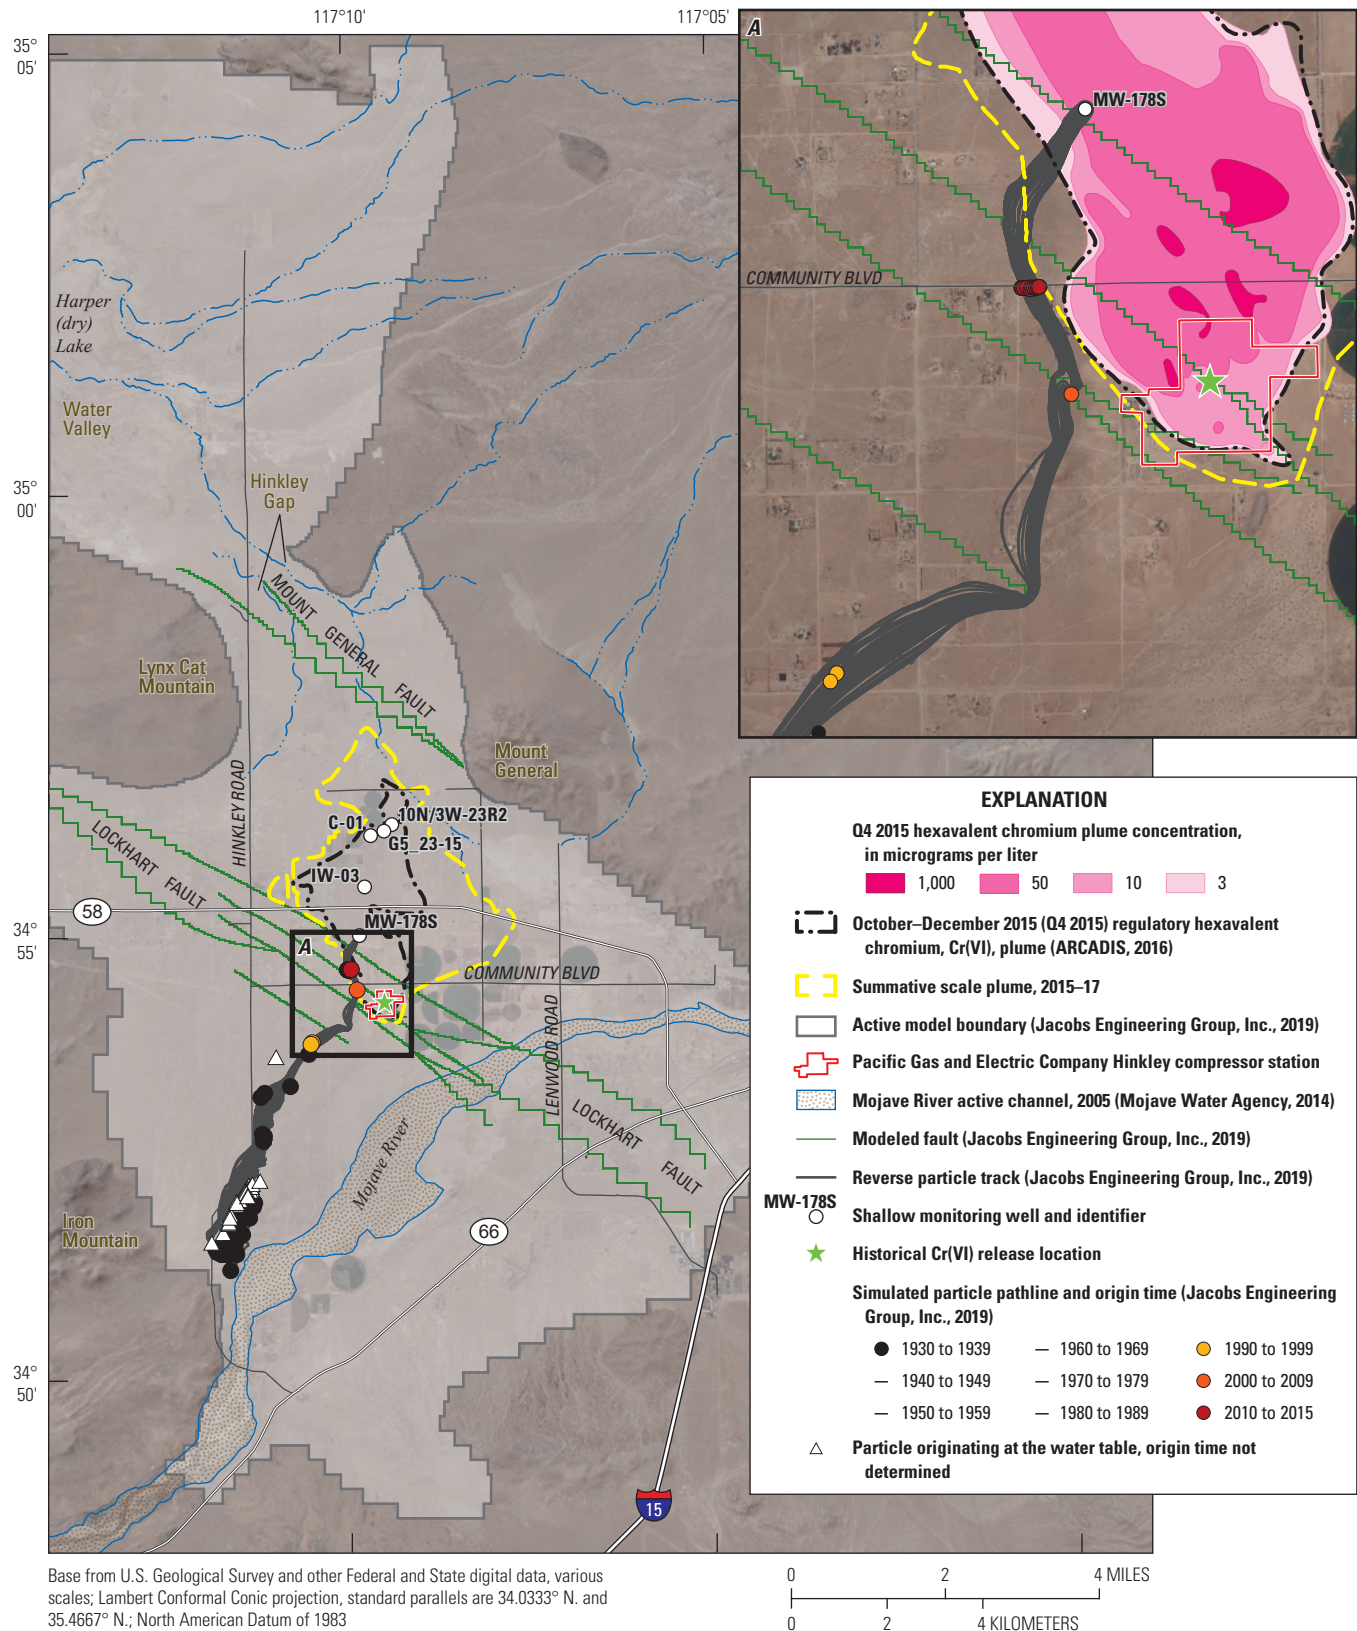 117°10'
117°05'
35°
05'
35°
00'
34°
55'
34°
50'
Harper
(dry)
Lake
Water
Valley
Hinkley
Gap
MOUNT GENERAL FAULT
Lynx Cat
Mountain
Mount
General
HINKLEY ROAD
LOCKHART FAULT
58
C-01
10N/3W-23R2
G5_23-15
IW-03
MW-178S
A
COMMUNITY BLVD
LENWOOD ROAD
LOCKHART FAULT
Mojave River
Iron
Mountain
66
15
A
MW-178S
COMMUNITY BLVD
EXPLANATION
Q4 2015 hexavalent chromium plume concentration,
in micrograms per liter
1,000 50 10 3
October–December 2015 (Q4 2015) regulatory hexavalent
chromium, Cr(VI), plume (ARCADIS, 2016)
Summative scale plume, 2015–17
Active model boundary (Jacobs Engineering Group, Inc., 2019)
Pacific Gas and Electric Company Hinkley compressor station
Mojave River active channel, 2005 (Mojave Water Agency, 2014)
Modeled fault (Jacobs Engineering Group, Inc., 2019)
Reverse particle track (Jacobs Engineering Group, Inc., 2019)
MW-178S
Shallow monitoring well and identifier
Historical Cr(VI) release location
Simulated particle pathline and origin time (Jacobs Engineering
Group, Inc., 2019)
1930 to 1939 1960 to 1969 1990 to 1999
1940 to 1949 1970 to 1979 2000 to 2009
1950 to 1959 1980 to 1989 2010 to 2015
Particle originating at the water table, origin time not
determined
Base from U.S. Geological Survey and other Federal and State digital data, various
scales; Lambert Conformal Conic projection, standard parallels are 34.0333° N. and
35.4667° N.; North American Datum of 1983
0 2 4 MILES
0 2 4 KILOMETERS